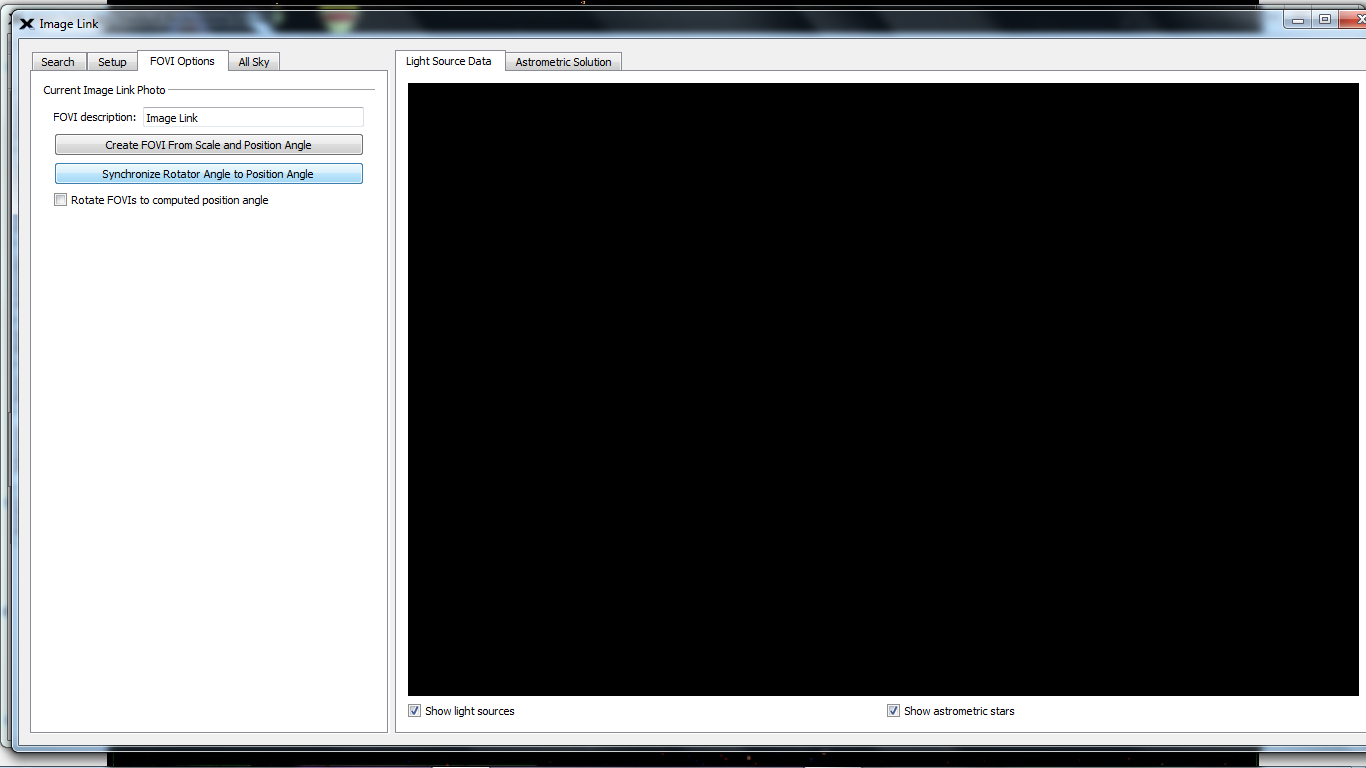 Image Link
Search Setup FOVI Options All Sky
Light Source Data Astrometric Solution
Current Image Link Photo
FOVI description: Image Link
Create FOVI From Scale and Position Angle
Synchronize Rotator Angle to Position Angle
Rotate FOVIs to computed position angle
Show light sources Show astrometric stars